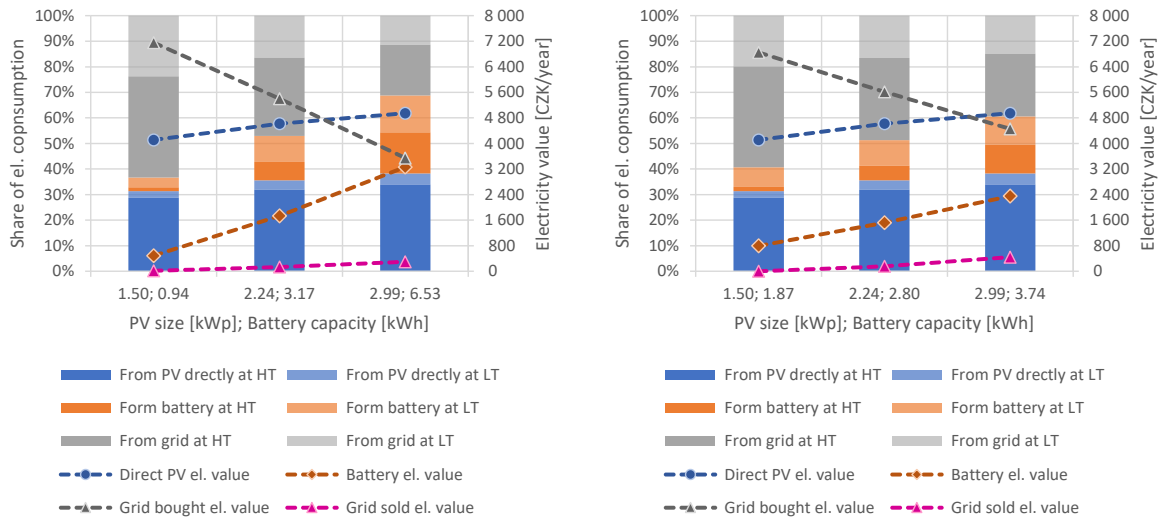 100%
90%
80%
70%
60%
50%
40%
30%
20%
10%
0%
Share of el. copnsumption
8 000
7 200
6 400
5 600
4 800
4 000
3 200
2 400
1 600
800
0
Electricity value [CZK/year]
1.50; 0.94
2.24; 3.17
2.99; 6.53
PV size [kWp]; Battery capacity [kWh]
From PV drectly at HT
From PV directly at LT
Form battery at HT
Form battery at LT
From grid at HT
From grid at LT
Direct PV el. value
Battery el. value
Grid bought el. value
Grid sold el. value
100%
90%
80%
70%
60%
50%
40%
30%
20%
10%
0%
Share of el. copnsumption
8 000
7 200
6 400
5 600
4 800
4 000
3 200
2 400
1 600
800
0
Electricity value [CZK/year]
1.50; 1.87
2.24; 2.80
2.99; 3.74
PV size [kWp]; Battery capacity [kWh]
From PV drectly at HT
From PV directly at LT
Form battery at HT
Form battery at LT
From grid at HT
From grid at LT
Direct PV el. value
Battery el. value
Grid bought el. value
Grid sold el. value